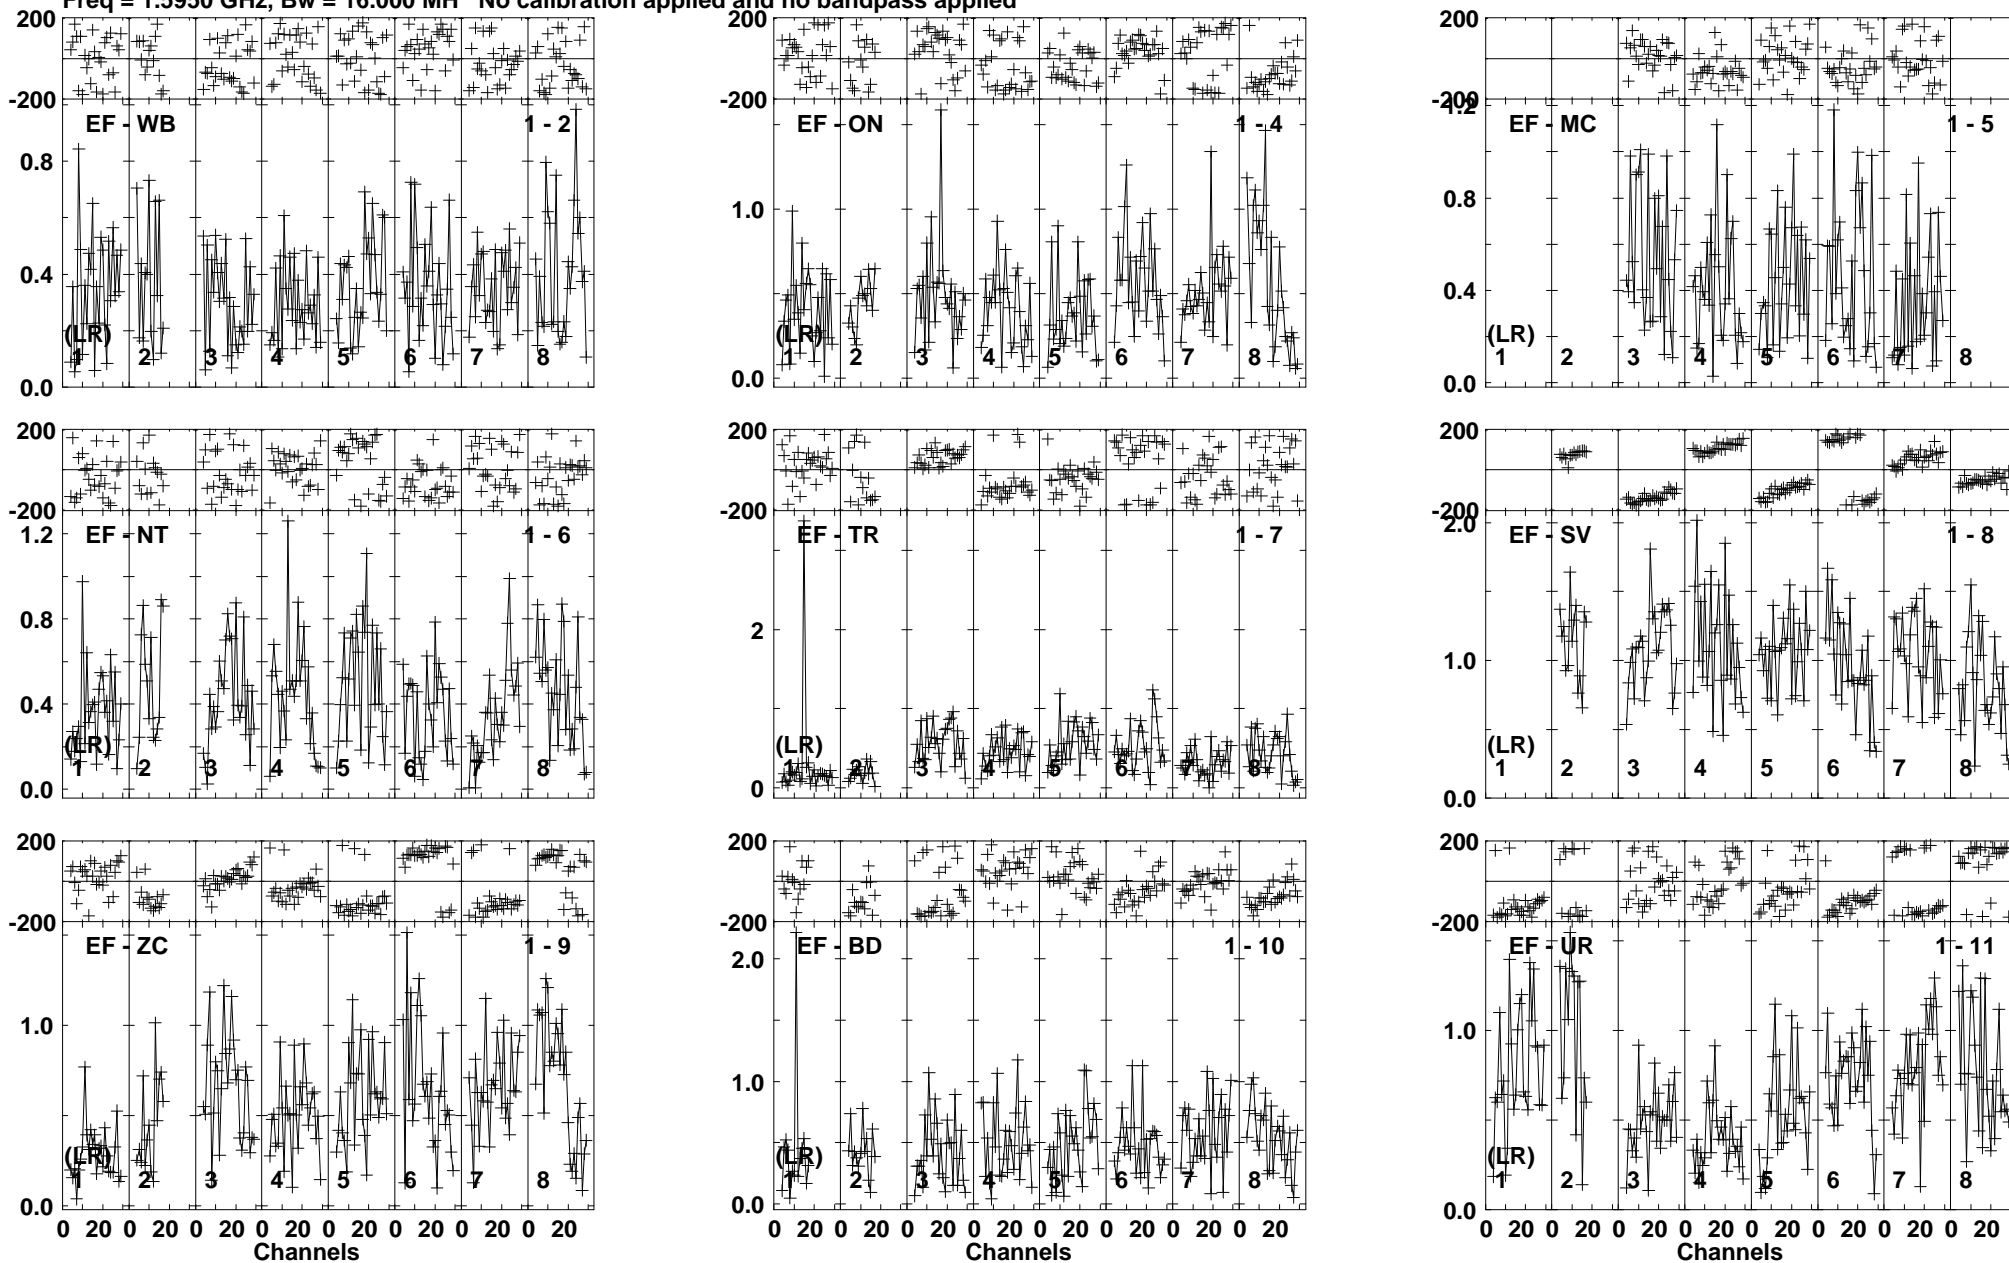 Freq = 1.5950 GHz, Bw = 16.000 MH No calibration applied and no bandpass applied
200
-200
EF - WB
1 - 2
0.8
0.4
0.0
(LR)
1 2 3 4 5 6 7 8
EF - ON
1 - 4
1.0
0.0
(LR)
1 2 3 4 5 6 7 8
200
-200
1.2
EF - MC
1 - 5
0.8
0.4
0.0
(LR)
1 2 3 4 5 6 7 8
200
-200
EF - NT
1 - 6
1.2
0.8
0.4
0.0
(LR)
1 2 3 4 5 6 7 8
200
-200
EF - TR
1 - 7
2
0
(LR)
1 2 3 4 5 6 7 8
200
-200
2.0
EF - SV
1 - 8
1.0
0.0
(LR)
1 2 3 4 5 6 7 8
200
-200
EF - ZC
1 - 9
1.0
0.0
(LR)
1 2 3 4 5 6 7 8
0 20 0 20 0 20 0 20 0 20 0 20 0 20 0 20
Channels
200
-200
EF - BD
1 - 10
2.0
1.0
0.0
(LR)
1 2 3 4 5 6 7 8
0 20 0 20 0 20 0 20 0 20 0 20 0 20 0 20
Channels
200
-200
EF - UR
1 - 11
1.0
0.0
(LR)
1 2 3 4 5 6 7 8
0 20 0 20 0 20 0 20 0 20 0 20 0 20 0 20
Channels